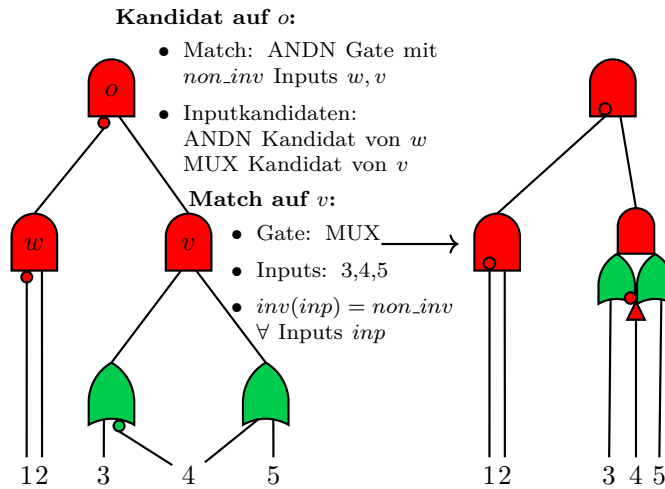 Kandidat auf o:
• Match: ANDN Gate mit
non_inv Inputs w, v
• Inputkandidaten:
ANDN Kandidat von w
MUX Kandidat von v
o
Match auf v:
• Gate: MUX
• Inputs: 3,4,5
• inv(inp) = non_inv
∀ Inputs inp
w
v
12
3
4
5
12
3
4
5